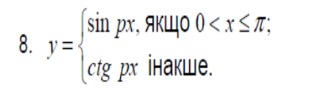 8. y = { sin px, якщо 0 < x ≤ π;
ctg px інакше.